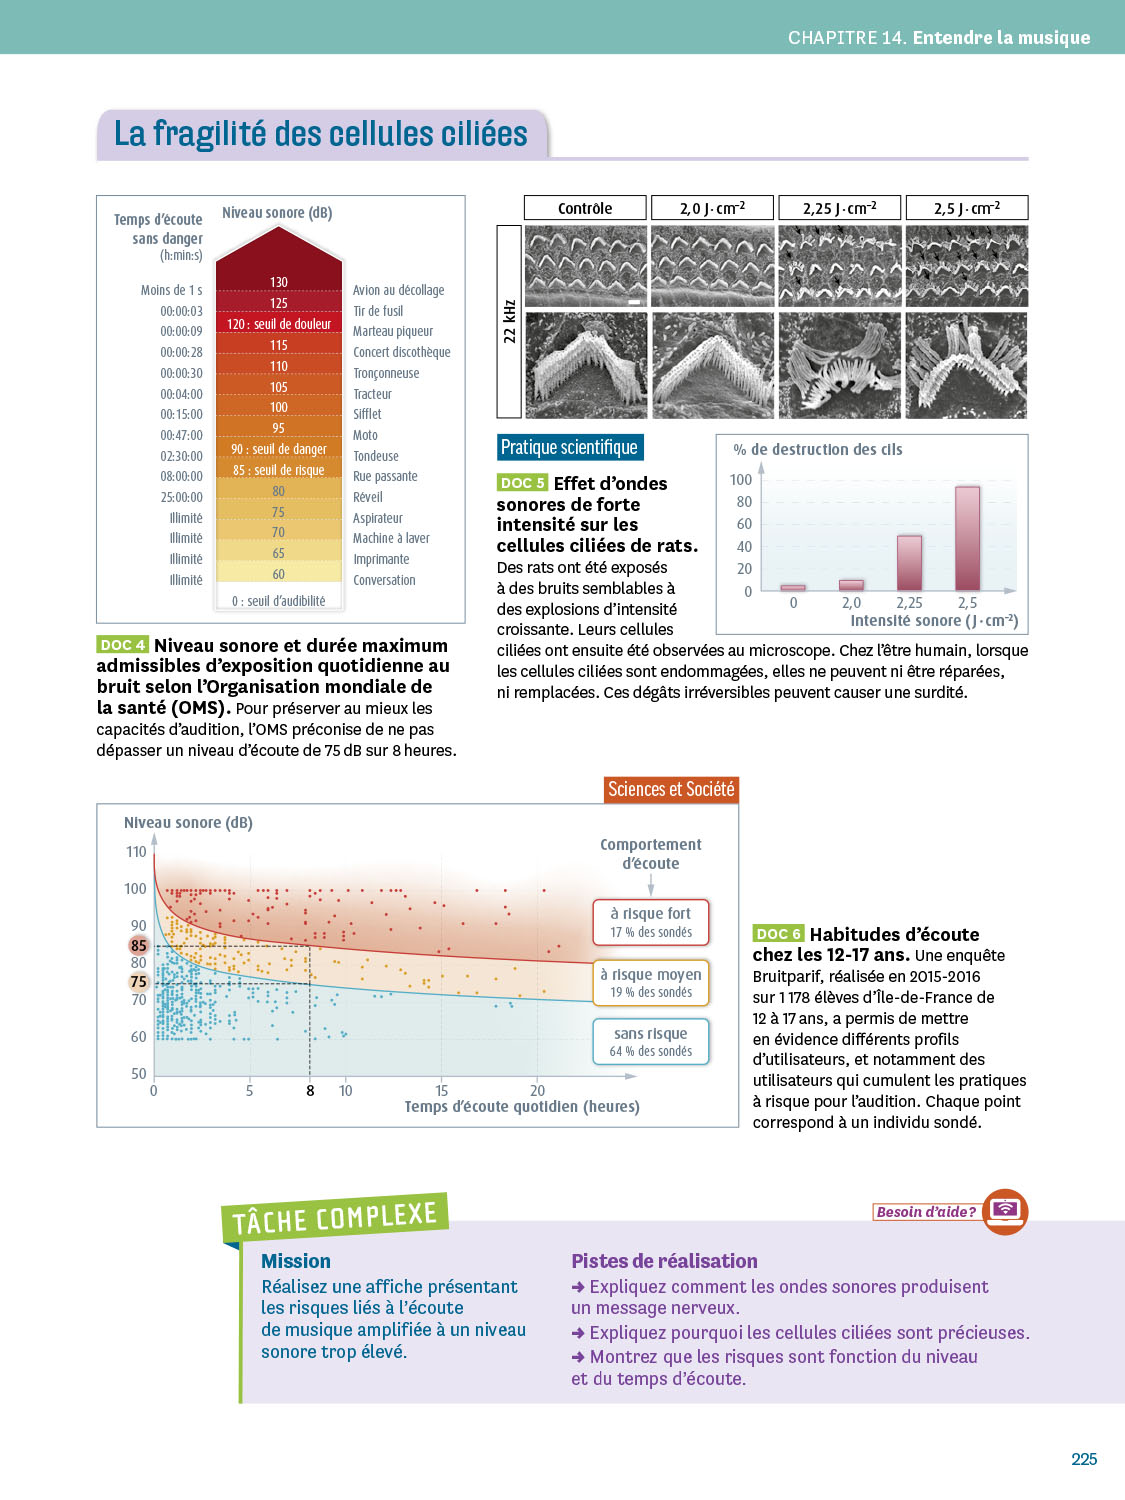 CHAPITRE 14. Entendre la musique
La fragilité des cellules ciliées
Temps d'écoute
sans danger
(h:min:s)
Niveau sonore (dB)
Moins de 1 s
130
Avion au décollage
00:00:03
125
Tir de fusil
00:00:09
120 : seuil de douleur
Marteau piqueur
00:00:28
115
Concert discothèque
00:00:30
110
Tronçonneuse
00:04:00
105
Tracteur
00:15:00
100
Sifflet
00:47:00
95
Moto
02:30:00
90 : seuil de danger
Tondeuse
08:00:00
85 : seuil de risque
Rue passante
25:00:00
80
Réveil
Illimité
75
Aspirateur
Illimité
70
Machine à laver
Illimité
65
Imprimante
Illimité
60
Conversation
0 : seuil d'audibilité
DOC 4 Niveau sonore et durée maximum
admissibles d'exposition quotidienne au
bruit selon l'Organisation mondiale de
la santé (OMS). Pour préserver au mieux les
capacités d'audition, l'OMS préconise de ne pas
dépasser un niveau d'écoute de 75 dB sur 8 heures.
Contrôle
2,0 J·cm⁻²
2,25 J·cm⁻²
2,5 J·cm⁻²
22 kHz
Pratique scientifique
DOC 5 Effet d'ondes
sonores de forte
intensité sur les
cellules ciliées de rats.
Des rats ont été exposés
à des bruits semblables à
des explosions d'intensité
croissante. Leurs cellules
ciliées ont ensuite été observées au microscope. Chez l'être humain, lorsque
les cellules ciliées sont endommagées, elles ne peuvent ni être réparées,
ni remplacées. Ces dégâts irréversibles peuvent causer une surdité.
% de destruction des cils
100
80
60
40
20
0
0
2,0
2,25
2,5
Intensité sonore (J·cm⁻²)
Sciences et Société
Niveau sonore (dB)
110
100
90
85
80
75
70
60
50
0
5
8
10
15
20
Temps d'écoute quotidien (heures)
Comportement
d'écoute
à risque fort
17 % des sondés
à risque moyen
19 % des sondés
sans risque
64 % des sondés
DOC 6 Habitudes d'écoute
chez les 12-17 ans. Une enquête
Bruitparif, réalisée en 2015-2016
sur 1 178 élèves d'Île-de-France de
12 à 17 ans, a permis de mettre
en évidence différents profils
d'utilisateurs, et notamment des
utilisateurs qui cumulent les pratiques
à risque pour l'audition. Chaque point
correspond à un individu sondé.
TÂCHE COMPLEXE
Besoin d'aide ?
Mission
Réalisez une affiche présentant
les risques liés à l'écoute
de musique amplifiée à un niveau
sonore trop élevé.
Pistes de réalisation
➜ Expliquez comment les ondes sonores produisent
un message nerveux.
➜ Expliquez pourquoi les cellules ciliées sont précieuses.
➜ Montrez que les risques sont fonction du niveau
et du temps d'écoute.
225